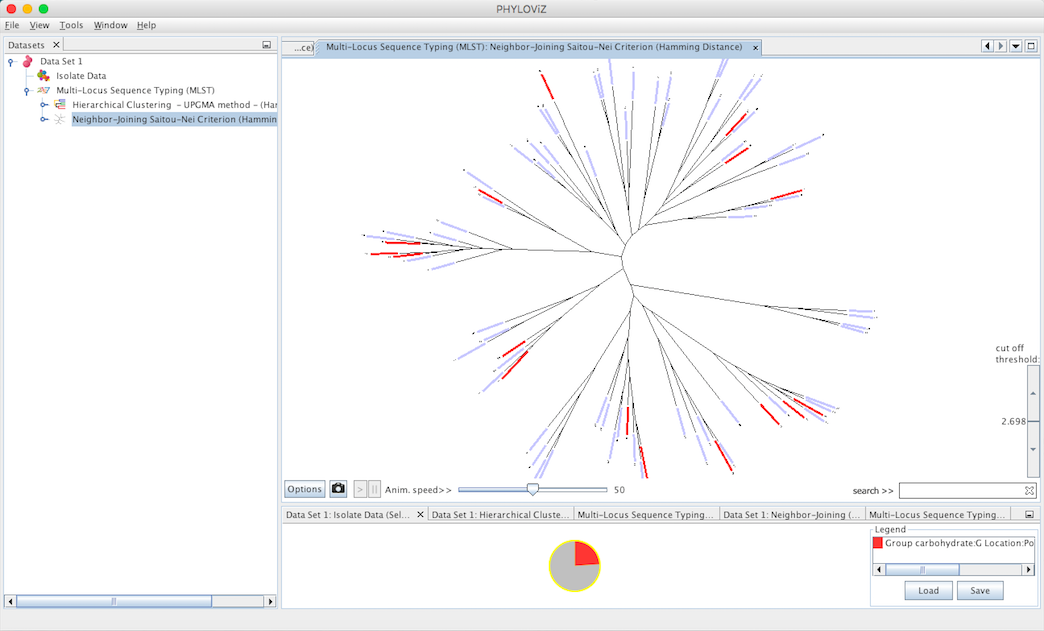 PHYLOViZ
File View Tools Window Help
Datasets
Data Set 1
Isolate Data
Multi-Locus Sequence Typing (MLST)
Hierarchical Clustering - UPGMA method - (Har
Neighbor-Joining Saitou-Nei Criterion (Hammin
...ce)
Multi-Locus Sequence Typing (MLST): Neighbor-Joining Saitou-Nei Criterion (Hamming Distance)
cut off
threshold:
2.698
Options
> || Anim. speed>> 50
search >>
Data Set 1: Isolate Data (Sel...
Data Set 1: Hierarchical Cluste...
Multi-Locus Sequence Typing...
Data Set 1: Neighbor-Joining (...
Multi-Locus Sequence Typing...
Legend
Group carbohydrate:G Location:Po
Load
Save